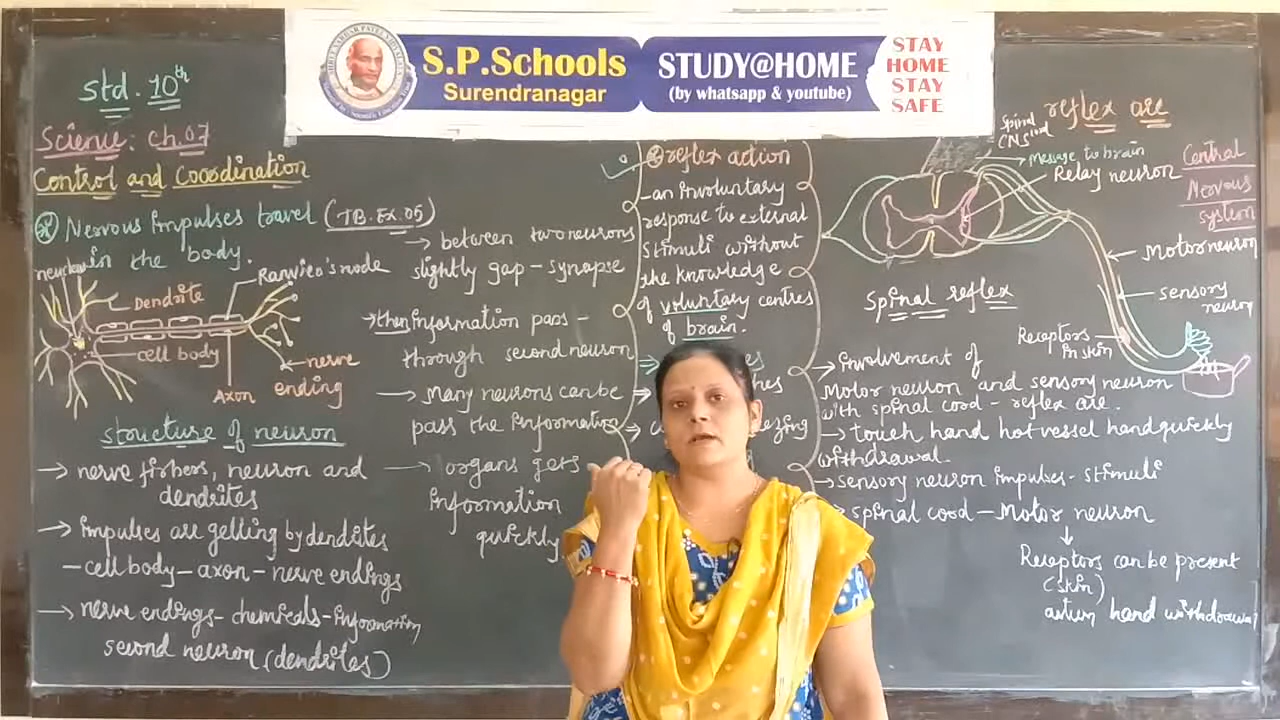 S.P.Schools
Surendranagar
STUDY@HOME
(by whatsapp & youtube)
STAY
HOME
STAY
SAFE
std. 10th
Science: Ch.07
Control and Coordination
Nervous Impulses travel (TB.Ex.05)
in the body.
Dendrite
Ranvier's node
cell body
Axon
nerve
ending
structure of neuron
→ nerve firbers, neuron and
dendrites
→ Impulses are gelling by dendrites
– cell body – axon – nerve endings
→ nerve endings – chemicals – information
second neuron (dendrites)
→ between two neurons
slightly gap – synapse
→ then Information pass –
through second neuron
→ Many neurons can be
pass the Information
→ organs gets
Information
quickly
reflex action
– an Involuntary
response to external
stimuli without
the knowledge
of voluntary centres
of brain.
reflex are
Spinal cord
CNS
Message to brain
Relay neuron
Central
Nervous
system
Motor neuron
sensory
neuron
Receptors
in skin
Spinal reflex
→ Involvement of
Motor neuron and sensory neuron
with spinal cord – reflex are.
→ touch hand hot vessel hand quickly
withdrawal.
→ sensory neuron impulses – stimuli
spinal cord – Motor neuron
↓
Receptors can be present
(skin)
hand withdrawn